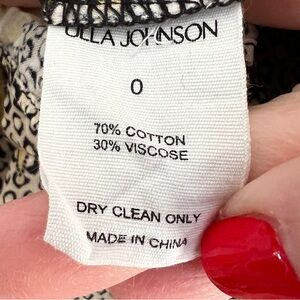 ULLA JOHNSON
0
70% COTTON
30% VISCOSE
DRY CLEAN ONLY
MADE IN CHINA